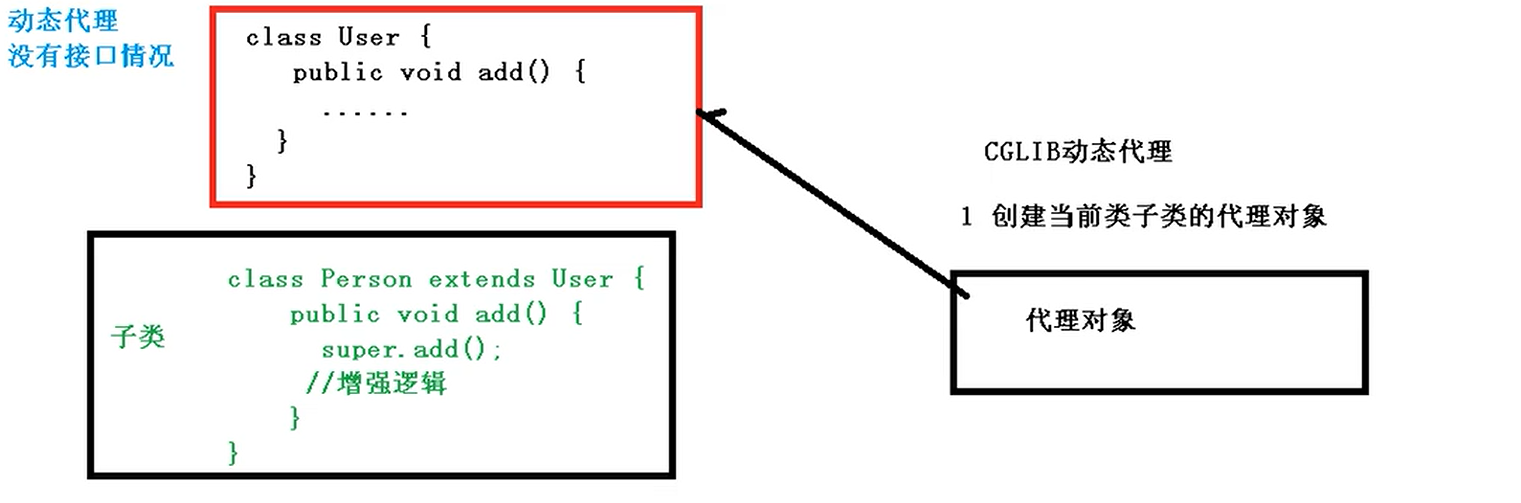 动态代理
没有接口情况
class User {
public void add() {
......
}
}
子类
class Person extends User {
public void add() {
super.add();
//增强逻辑
}
}
CGLIB动态代理
1 创建当前类子类的代理对象
代理对象